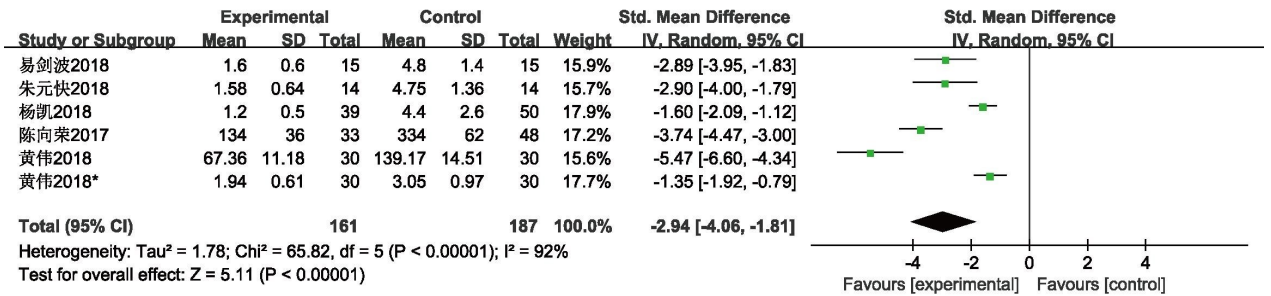 Experimental Control Std. Mean Difference Std. Mean Difference
Study or Subgroup Mean SD Total Mean SD Total Weight IV, Random, 95% CI IV, Random, 95% CI
易剑波2018 1.6 0.6 15 4.8 1.4 15 15.9% -2.89 [-3.95, -1.83]
朱元快2018 1.58 0.64 14 4.75 1.36 14 15.7% -2.90 [-4.00, -1.79]
杨凯2018 1.2 0.5 39 4.4 2.6 50 17.9% -1.60 [-2.09, -1.12]
陈向荣2017 134 36 33 334 62 48 17.2% -3.74 [-4.47, -3.00]
黄伟2018 67.36 11.18 30 139.17 14.51 30 15.6% -5.47 [-6.60, -4.34]
黄伟2018* 1.94 0.61 30 3.05 0.97 30 17.7% -1.35 [-1.92, -0.79]
Total (95% CI) 161 187 100.0% -2.94 [-4.06, -1.81]
Heterogeneity: Tau² = 1.78; Chi² = 65.82, df = 5 (P < 0.00001); I² = 92%
Test for overall effect: Z = 5.11 (P < 0.00001)
-4 -2 0 2 4
Favours [experimental] Favours [control]